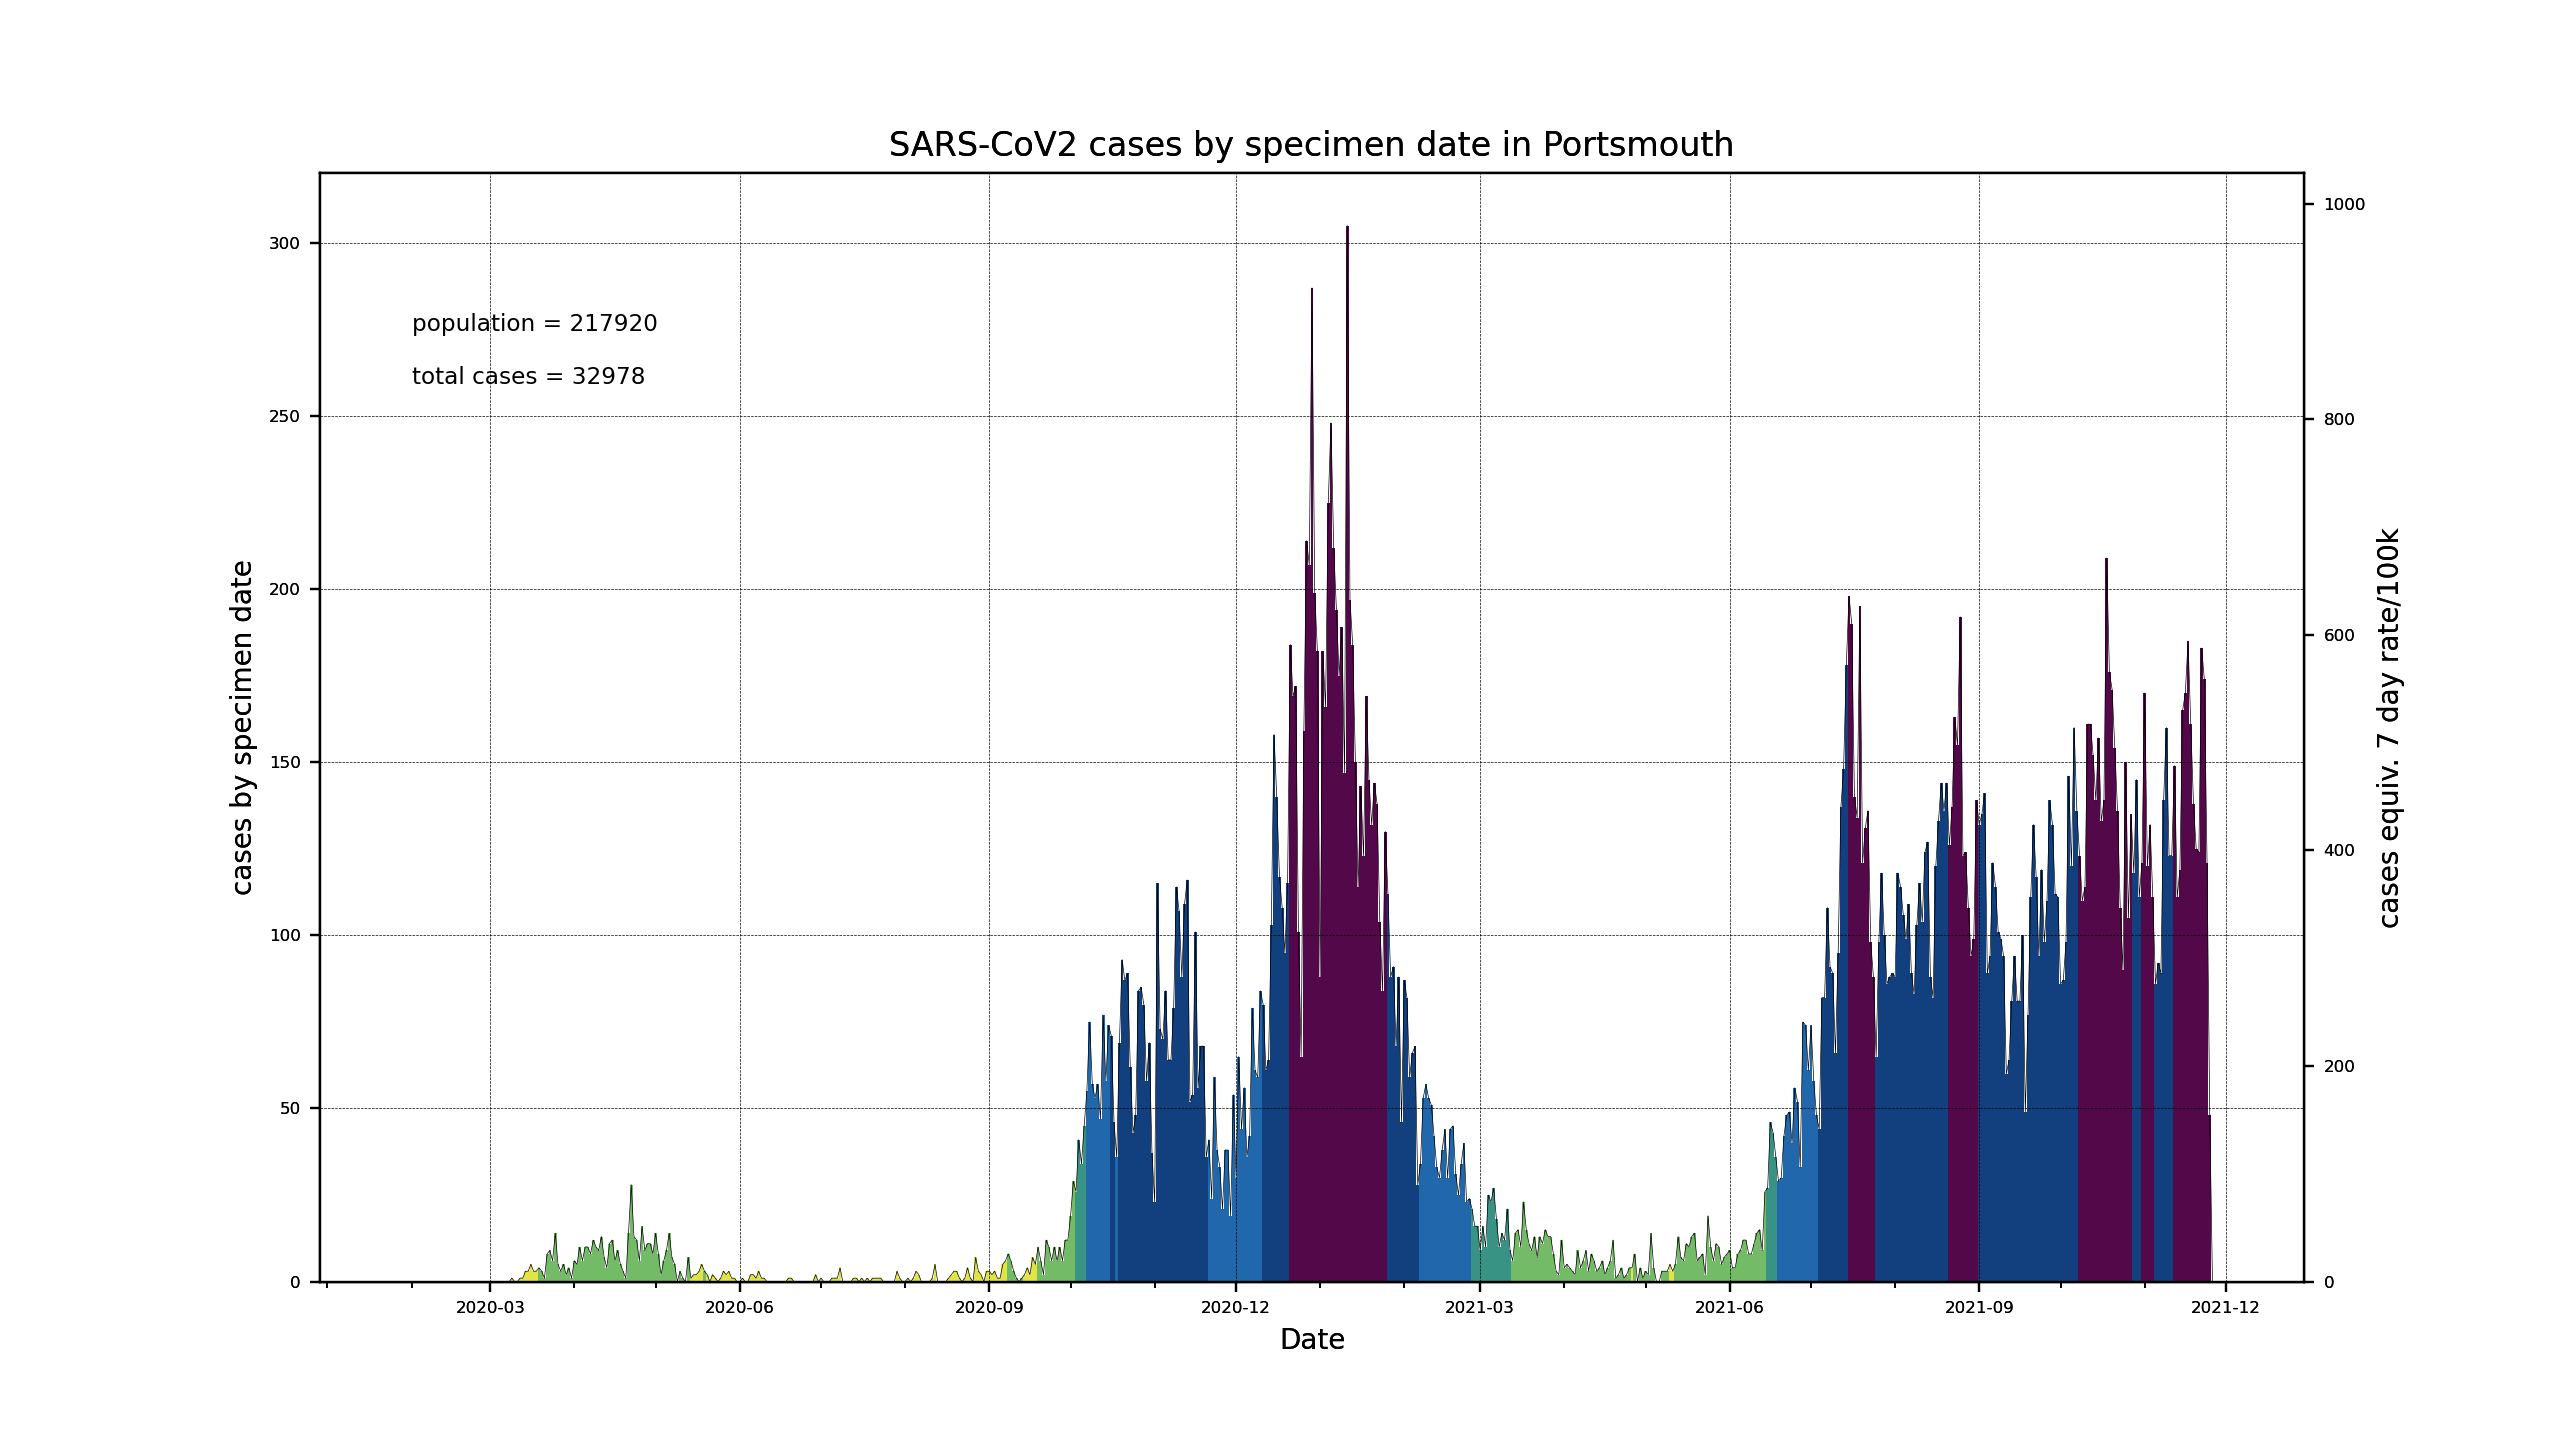 SARS-CoV2 cases by specimen date in Portsmouth
population = 217920
total cases = 32978
cases by specimen date
300
250
200
150
100
50
0
1000
800
600
400
200
0
cases equiv. 7 day rate/100k
2020-03 2020-06 2020-09 2020-12 2021-03 2021-06 2021-09 2021-12
Date